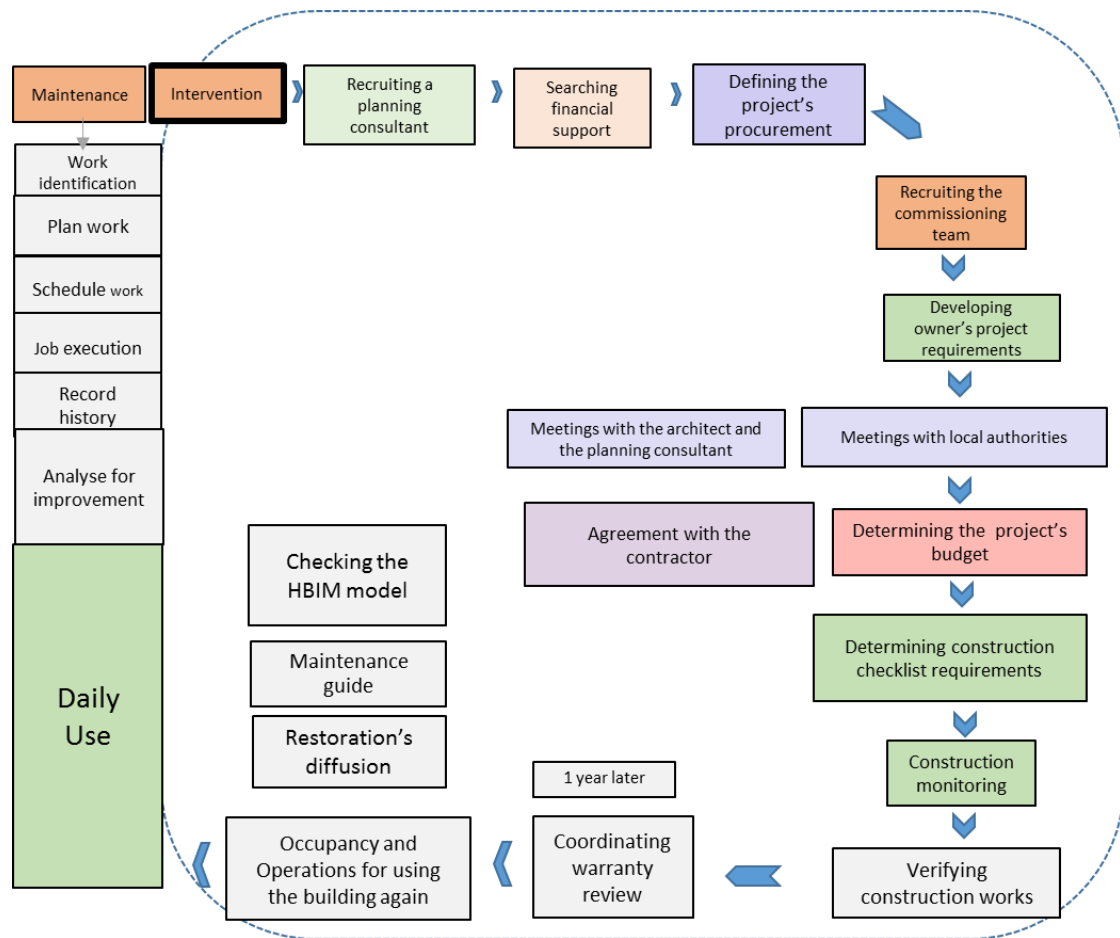 Maintenance
Intervention
Recruiting a
planning
consultant
Searching
financial
support
Defining the
project's
procurement
Work
identification
Plan work
Schedule work
Job execution
Record
history
Analyse for
improvement
Daily
Use
Recruiting the
commissioning
team
Developing
owner's project
requirements
Meetings with the architect and
the planning consultant
Meetings with local authorities
Agreement with the
contractor
Determining the project's
budget
Checking the
HBIM model
Determining construction
checklist requirements
Maintenance
guide
Restoration's
diffusion
Construction
monitoring
1 year later
Occupancy and
Operations for using
the building again
Coordinating
warranty
review
Verifying
construction works